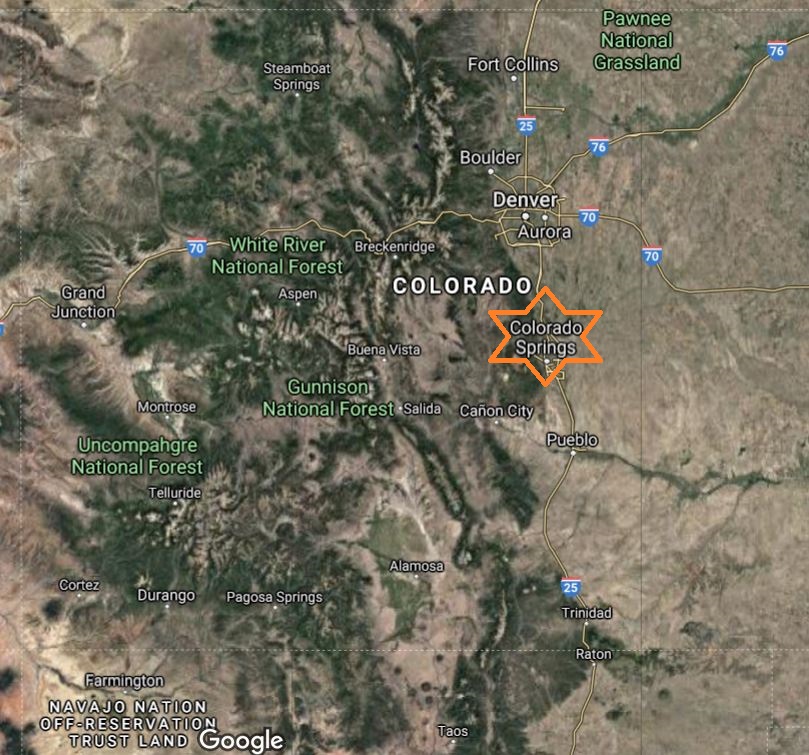 Pawnee
National
Grassland
76
Fort Collins
Steamboat
Springs
25
76
Boulder
Denver
70
Aurora
70
White River
National Forest
Breckenridge
70
COLORADO
Grand
Junction
Aspen
Colorado
Springs
Buena Vista
Gunnison
National Forest
Salida
Cañon City
Montrose
Uncompahgre
National Forest
Pueblo
Telluride
Alamosa
Cortez
Durango
Pagosa Springs
25
Trinidad
Raton
Farmington
NAVAJO NATION
OFF-RESERVATION
TRUST LAND
Google
Taos